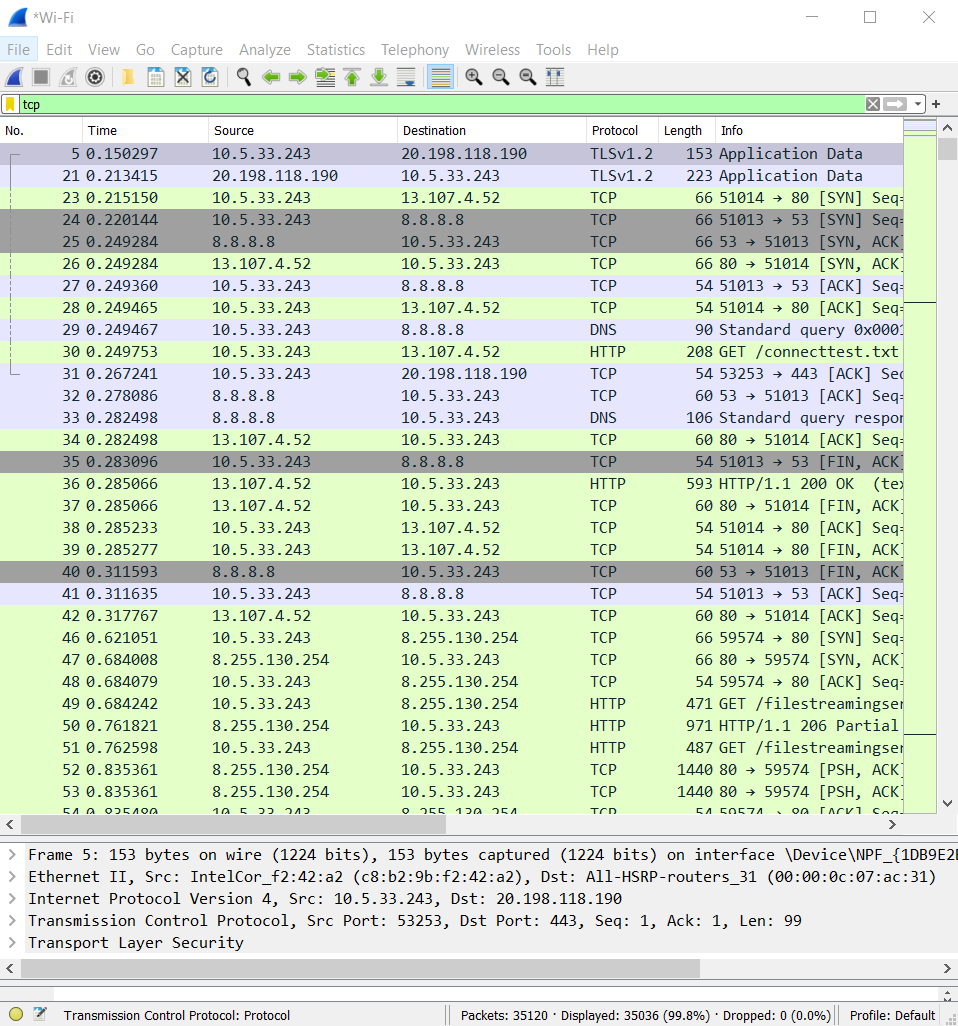 *Wi-Fi
File Edit View Go Capture Analyze Statistics Telephony Wireless Tools Help
tcp
No. Time Source Destination Protocol Length Info
5 0.150297 10.5.33.243 20.198.118.190 TLSv1.2 153 Application Data
21 0.213415 20.198.118.190 10.5.33.243 TLSv1.2 223 Application Data
23 0.215150 10.5.33.243 13.107.4.52 TCP 66 51014 → 80 [SYN] Seq=
24 0.220144 10.5.33.243 8.8.8.8 TCP 66 51013 → 53 [SYN] Seq=
25 0.249284 8.8.8.8 10.5.33.243 TCP 66 53 → 51013 [SYN, ACK]
26 0.249284 13.107.4.52 10.5.33.243 TCP 66 80 → 51014 [SYN, ACK]
27 0.249360 10.5.33.243 8.8.8.8 TCP 54 51013 → 53 [ACK] Seq=
28 0.249465 10.5.33.243 13.107.4.52 TCP 54 51014 → 80 [ACK] Seq=
29 0.249467 10.5.33.243 8.8.8.8 DNS 90 Standard query 0x0001
30 0.249753 10.5.33.243 13.107.4.52 HTTP 208 GET /connecttest.txt
31 0.267241 10.5.33.243 20.198.118.190 TCP 54 53253 → 443 [ACK] Seq
32 0.278086 8.8.8.8 10.5.33.243 TCP 60 53 → 51013 [ACK] Seq=
33 0.282498 8.8.8.8 10.5.33.243 DNS 106 Standard query respon
34 0.282498 13.107.4.52 10.5.33.243 TCP 60 80 → 51014 [ACK] Seq=
35 0.283096 10.5.33.243 8.8.8.8 TCP 54 51013 → 53 [FIN, ACK]
36 0.285066 13.107.4.52 10.5.33.243 HTTP 593 HTTP/1.1 200 OK (tex
37 0.285066 13.107.4.52 10.5.33.243 TCP 60 80 → 51014 [FIN, ACK]
38 0.285233 10.5.33.243 13.107.4.52 TCP 54 51014 → 80 [ACK] Seq=
39 0.285277 10.5.33.243 13.107.4.52 TCP 54 51014 → 80 [FIN, ACK]
40 0.311593 8.8.8.8 10.5.33.243 TCP 60 53 → 51013 [FIN, ACK]
41 0.311635 10.5.33.243 8.8.8.8 TCP 54 51013 → 53 [ACK] Seq=
42 0.317767 13.107.4.52 10.5.33.243 TCP 60 80 → 51014 [ACK] Seq=
46 0.621051 10.5.33.243 8.255.130.254 TCP 66 59574 → 80 [SYN] Seq=
47 0.684008 8.255.130.254 10.5.33.243 TCP 66 80 → 59574 [SYN, ACK]
48 0.684079 10.5.33.243 8.255.130.254 TCP 54 59574 → 80 [ACK] Seq=
49 0.684242 10.5.33.243 8.255.130.254 HTTP 471 GET /filestreamingser
50 0.761821 8.255.130.254 10.5.33.243 HTTP 971 HTTP/1.1 206 Partial
51 0.762598 10.5.33.243 8.255.130.254 HTTP 487 GET /filestreamingser
52 0.835361 8.255.130.254 10.5.33.243 TCP 1440 80 → 59574 [PSH, ACK]
53 0.835361 8.255.130.254 10.5.33.243 TCP 1440 80 → 59574 [PSH, ACK]
54 0.835480 10.5.33.243 8.255.130.254 TCP 54 59574 → 80 [ACK] Seq=
Frame 5: 153 bytes on wire (1224 bits), 153 bytes captured (1224 bits) on interface \Device\NPF_{1DB9E2
Ethernet II, Src: IntelCor_f2:42:a2 (c8:b2:9b:f2:42:a2), Dst: All-HSRP-routers_31 (00:00:0c:07:ac:31)
Internet Protocol Version 4, Src: 10.5.33.243, Dst: 20.198.118.190
Transmission Control Protocol, Src Port: 53253, Dst Port: 443, Seq: 1, Ack: 1, Len: 99
Transport Layer Security
Transmission Control Protocol: Protocol Packets: 35120 · Displayed: 35036 (99.8%) · Dropped: 0 (0.0%) Profile: Default